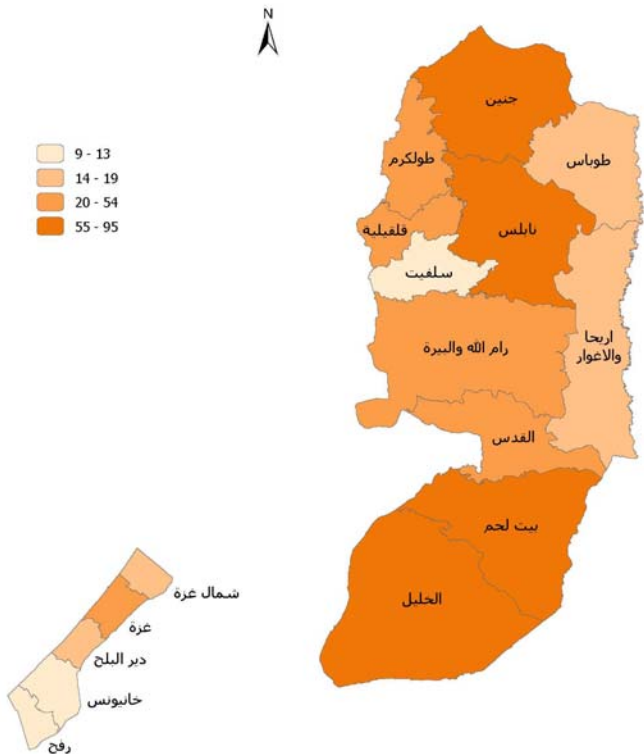 N
9 - 13
14 - 19
20 - 54
55 - 95
جنين
طولكرم
طوباس
قلقيلية
نابلس
سلفيت
اريحا
والاغوار
رام الله والبيرة
القدس
بيت لحم
الخليل
شمال غزة
غزة
دير البلح
خانيونس
رفح